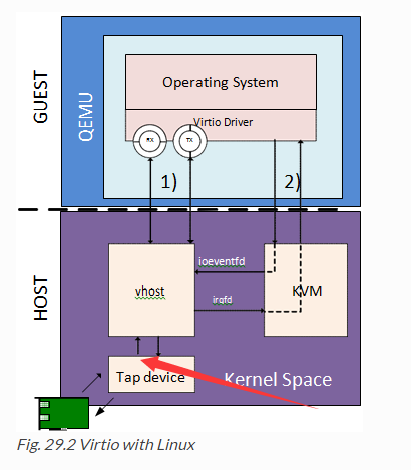 GUEST
QEMU
Operating System
Virtio Driver
RX
TX
1)
2)
HOST
ioeventfd
vhost
KVM
irqfd
Tap device
Kernel Space
Fig. 29.2 Virtio with Linux